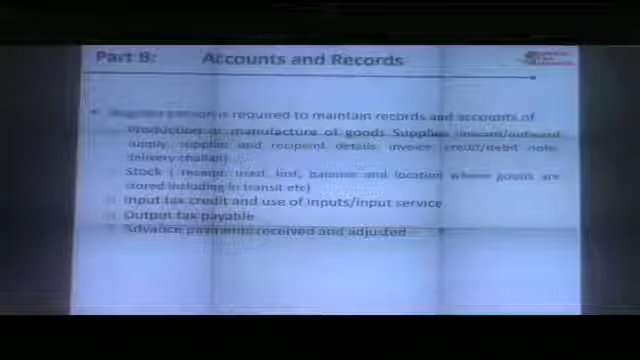 Part B: Accounts and Records
Register person is required to maintain records and accounts of
Production or manufacture of goods Supplies inward/outward
supply, supplier and recipient details, invoice, credit/debit note,
delivery challan)
Stock ( receipt, used, lost, balance and location where goods are
stored including in transit etc)
Input tax credit and use of inputs/input service
Output tax payable
Advance payments received and adjusted